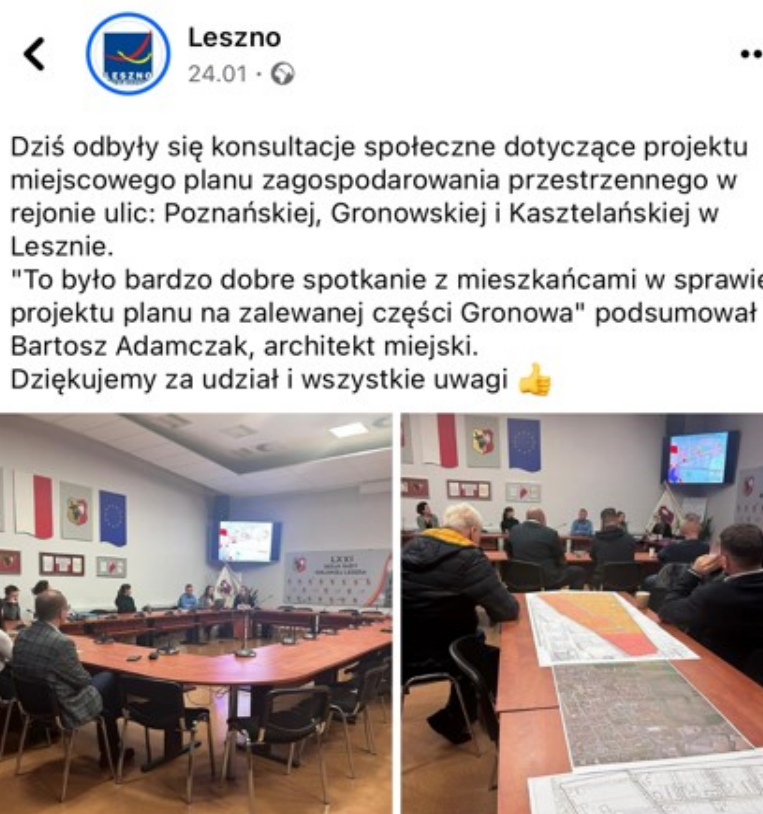 Leszno
LESZNO
24.01 ·
Dziś odbyły się konsultacje społeczne dotyczące projektu
miejscowego planu zagospodarowania przestrzennego w
rejonie ulic: Poznańskiej, Gronowskiej i Kasztelańskiej w
Lesznie.
"To było bardzo dobre spotkanie z mieszkańcami w sprawie
projektu planu na zalewanej części Gronowa" podsumował
Bartosz Adamczak, architekt miejski.
Dziękujemy za udział i wszystkie uwagi 👍
LXXI